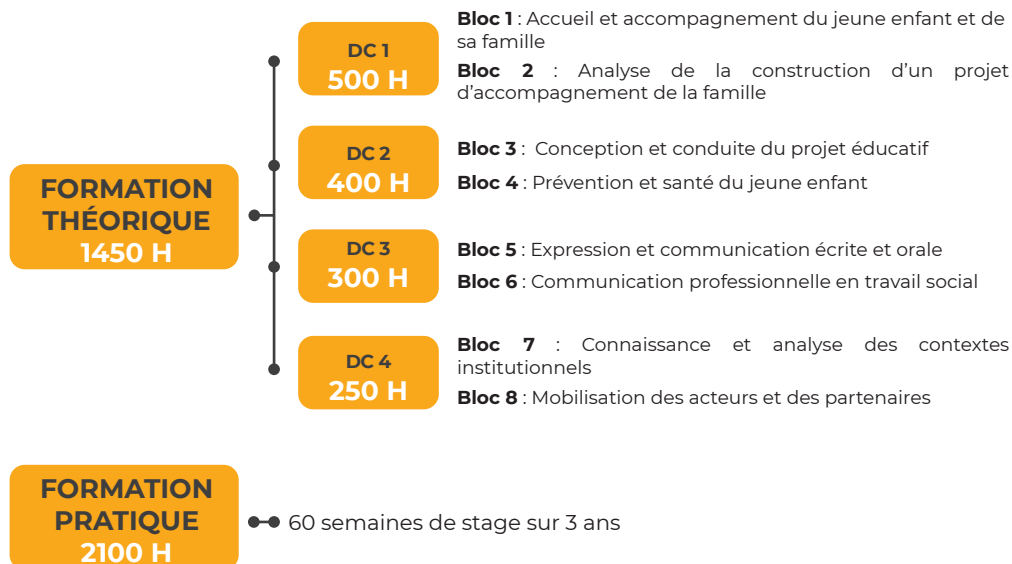 FORMATION
THÉORIQUE
1450 H
DC 1
500 H
Bloc 1 : Accueil et accompagnement du jeune enfant et de
sa famille
Bloc 2 : Analyse de la construction d'un projet
d'accompagnement de la famille
DC 2
400 H
Bloc 3 : Conception et conduite du projet éducatif
Bloc 4 : Prévention et santé du jeune enfant
DC 3
300 H
Bloc 5 : Expression et communication écrite et orale
Bloc 6 : Communication professionnelle en travail social
DC 4
250 H
Bloc 7 : Connaissance et analyse des contextes
institutionnels
Bloc 8 : Mobilisation des acteurs et des partenaires
FORMATION
PRATIQUE
2100 H
60 semaines de stage sur 3 ans